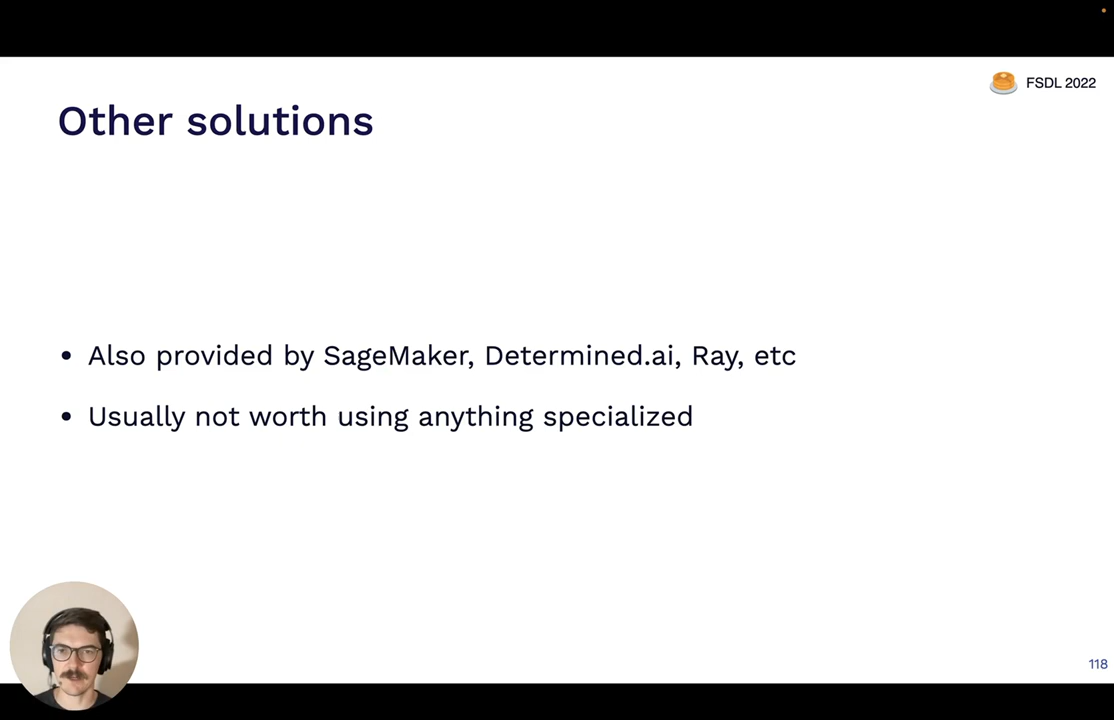 FSDL 2022
Other solutions
• Also provided by SageMaker, Determined.ai, Ray, etc
• Usually not worth using anything specialized
118